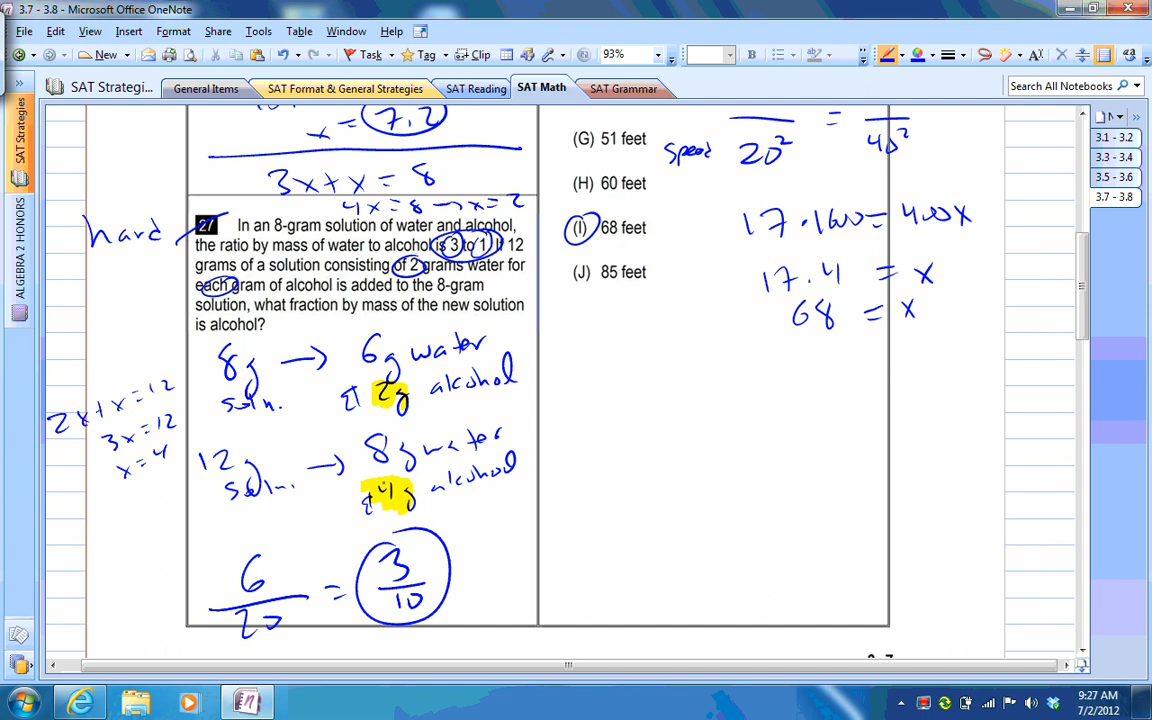 3.7 - 3.8 - Microsoft OneNote
File Edit View Insert Format Share Tools Table Window Help
New Task Tag Clip 93%
SAT Strategi... General Items SAT Format & General Strategies SAT Reading SAT Math SAT Grammar Search All Notebooks
SAT Strategies
ALGEBRA 2 HONORS
3.1 - 3.2
3.3 - 3.4
3.5 - 3.6
3.7 - 3.8
x = 7.2
3x + x = 8
4x = 8 → x = 2
hard
27 In an 8-gram solution of water and alcohol,
the ratio by mass of water to alcohol is 3 to 1. If 12
grams of a solution consisting of 2 grams water for
each gram of alcohol is added to the 8-gram
solution, what fraction by mass of the new solution
is alcohol?
8g → 6g water
soln. & 2g alcohol
2x + x = 12
3x = 12
x = 4
12g → 8g water
soln. & 4g alcohol
6/20 = 3/10
(G) 51 feet
(H) 60 feet
(I) 68 feet
(J) 85 feet
speed 20² = 40²
17 · 1600 = 400x
17 · 4 = x
68 = x
9:27 AM
7/2/2012